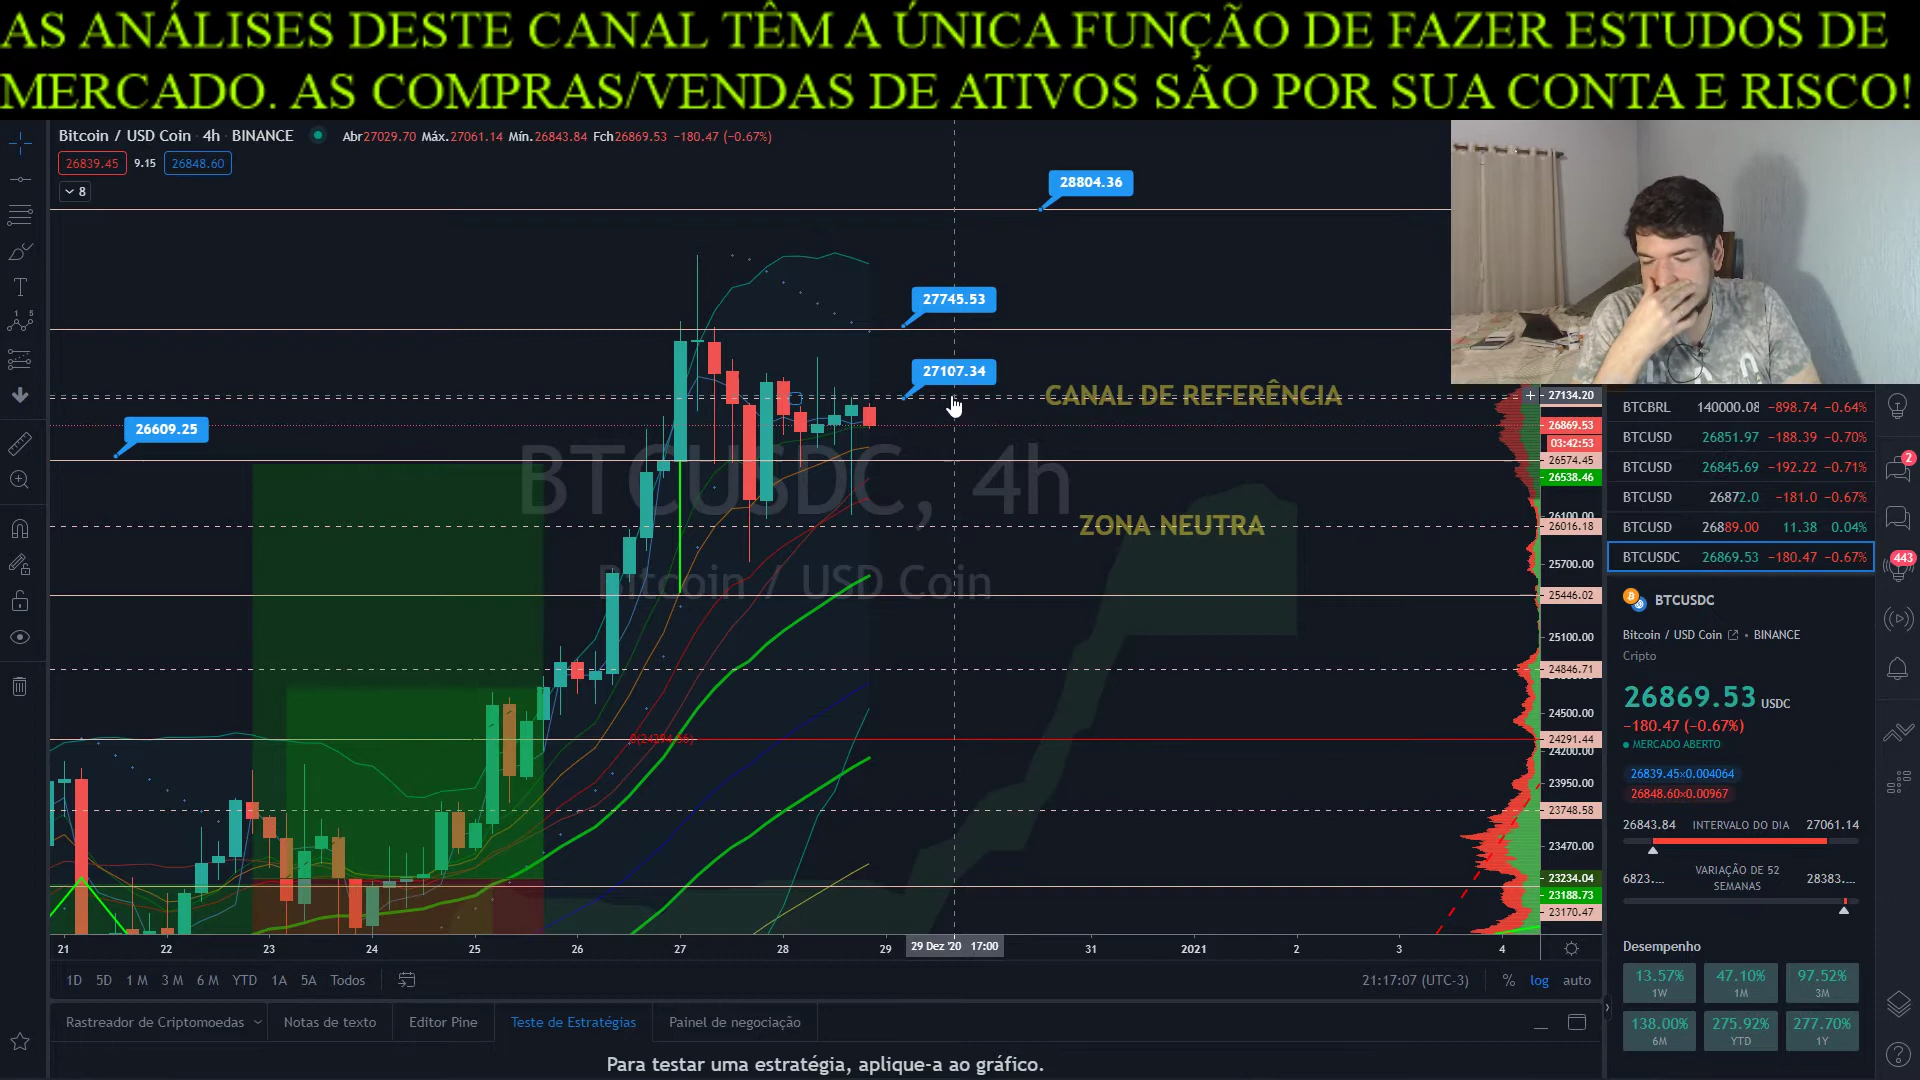 AS ANÁLISES DESTE CANAL TÊM A ÚNICA FUNÇÃO DE FAZER ESTUDOS DE
MERCADO. AS COMPRAS/VENDAS DE ATIVOS SÃO POR SUA CONTA E RISCO!
Bitcoin / USD Coin 4h BINANCE Abr27029.70 Máx.27061.14 Mín.26843.84 Fch26869.53 −180.47 (−0.67%)
26839.45 9.15 26848.60
8
28804.36
27745.53
27107.34
26609.25
CANAL DE REFERÊNCIA
ZONA NEUTRA
BTCUSDC, 4h
Bitcoin / USD Coin
27134.20
26869.53
03:42:53
26574.45
26538.46
26100.00
26016.18
25700.00
25446.02
25100.00
24846.71
24500.00
24291.44
24200.00
23950.00
23748.58
23470.00
23234.04
23188.73
23170.47
21 22 23 24 25 26 27 28 29 29 Dez '20 17:00 31 2021 2 3 4
1D 5D 1 M 3 M 6 M YTD 1A 5A Todos 21:17:07 (UTC-3) % log auto
Rastreador de Criptomoedas Notas de texto Editor Pine Teste de Estratégias Painel de negociação
Para testar uma estratégia, aplique-a ao gráfico.
BTCBRL 140000.08 −898.74 −0.64%
BTCUSD 26851.97 −188.39 −0.70%
BTCUSD 26845.69 −192.22 −0.71%
BTCUSD 26872.0 −181.0 −0.67%
BTCUSD 26889.00 11.38 0.04%
BTCUSDC 26869.53 −180.47 −0.67%
BTCUSDC
Bitcoin / USD Coin • BINANCE
Cripto
26869.53 USDC
−180.47 (−0.67%)
MERCADO ABERTO
26839.45×0.004064
26848.60×0.00967
26843.84 INTERVALO DO DIA 27061.14
6823.... VARIAÇÃO DE 52 SEMANAS 28383....
Desempenho
13.57% 47.10% 97.52%
1W 1M 3M
138.00% 275.92% 277.70%
6M YTD 1Y
2
443